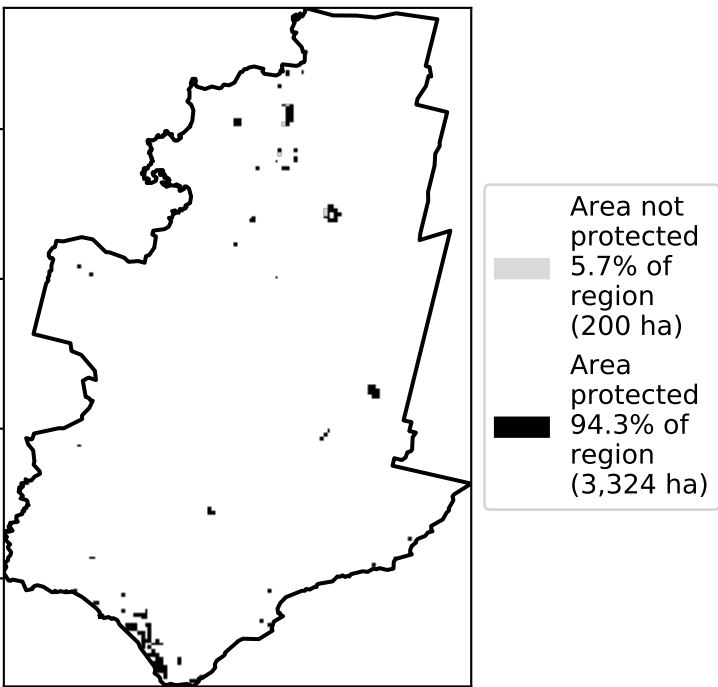 Area not
protected
5.7% of
region
(200 ha)
Area
protected
94.3% of
region
(3,324 ha)